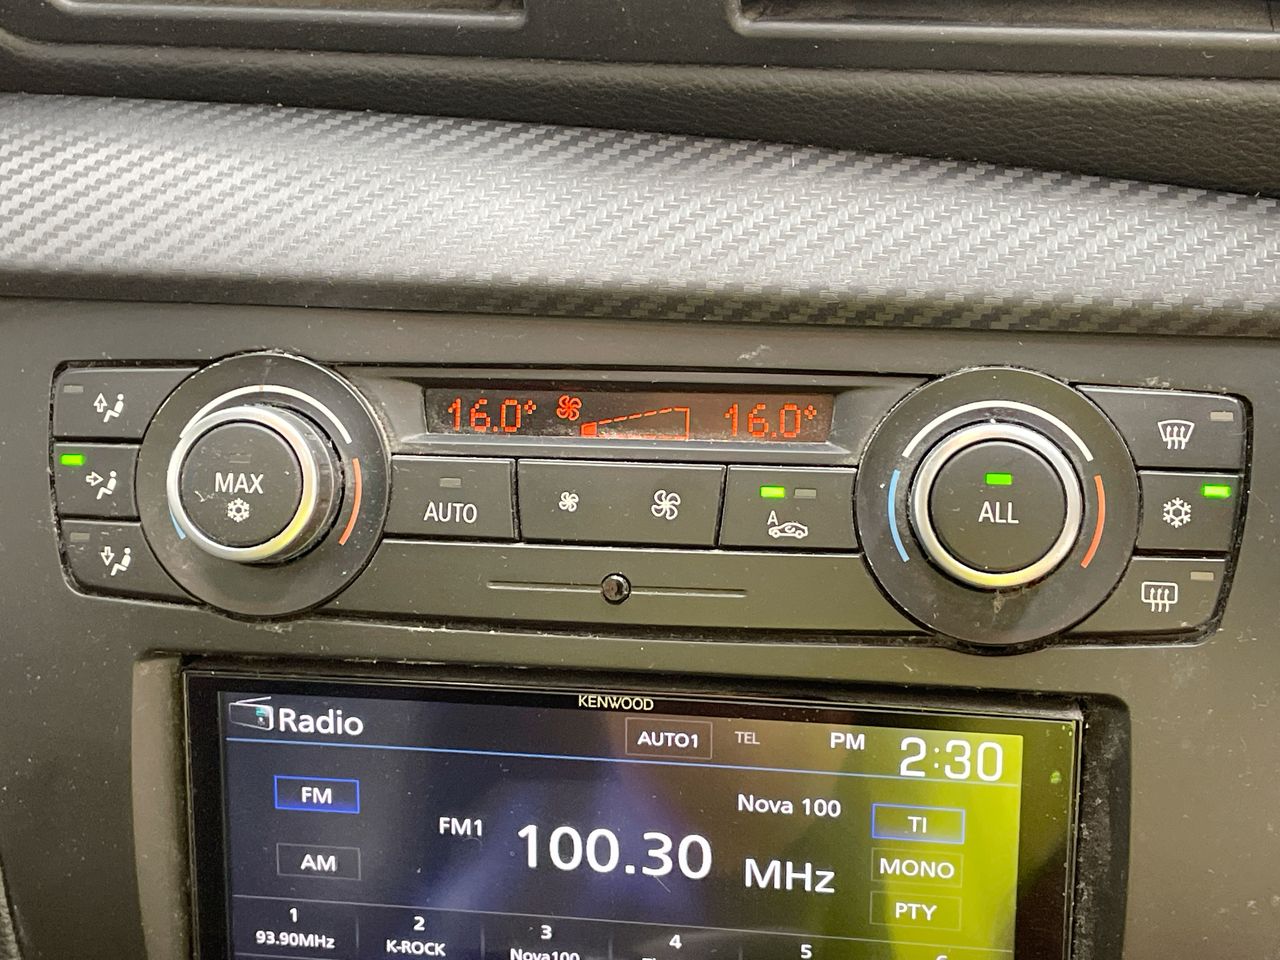 16.0° 16.0°
MAX
AUTO
A
ALL
KENWOOD
Radio
AUTO1 TEL PM 2:30
FM
Nova 100
FM1 100.30 MHz
TI
AM
MONO
PTY
1 2 3 4 5
93.90MHz K-ROCK Nova100